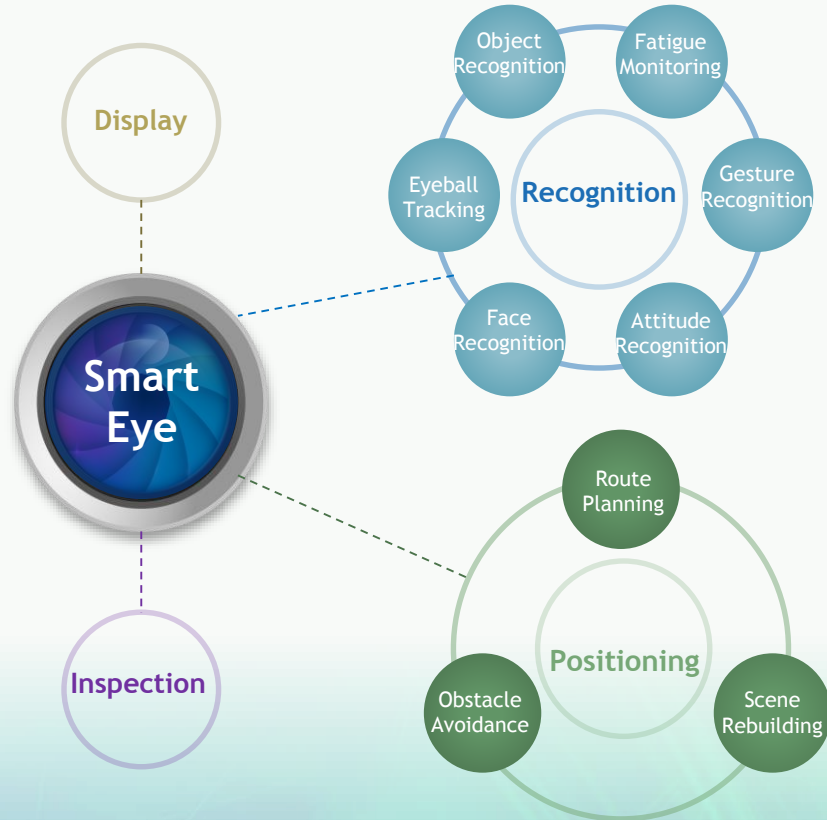 Display
Smart
Eye
Inspection
Object
Recognition
Fatigue
Monitoring
Eyeball
Tracking
Recognition
Gesture
Recognition
Face
Recognition
Attitude
Recognition
Route
Planning
Positioning
Obstacle
Avoidance
Scene
Rebuilding